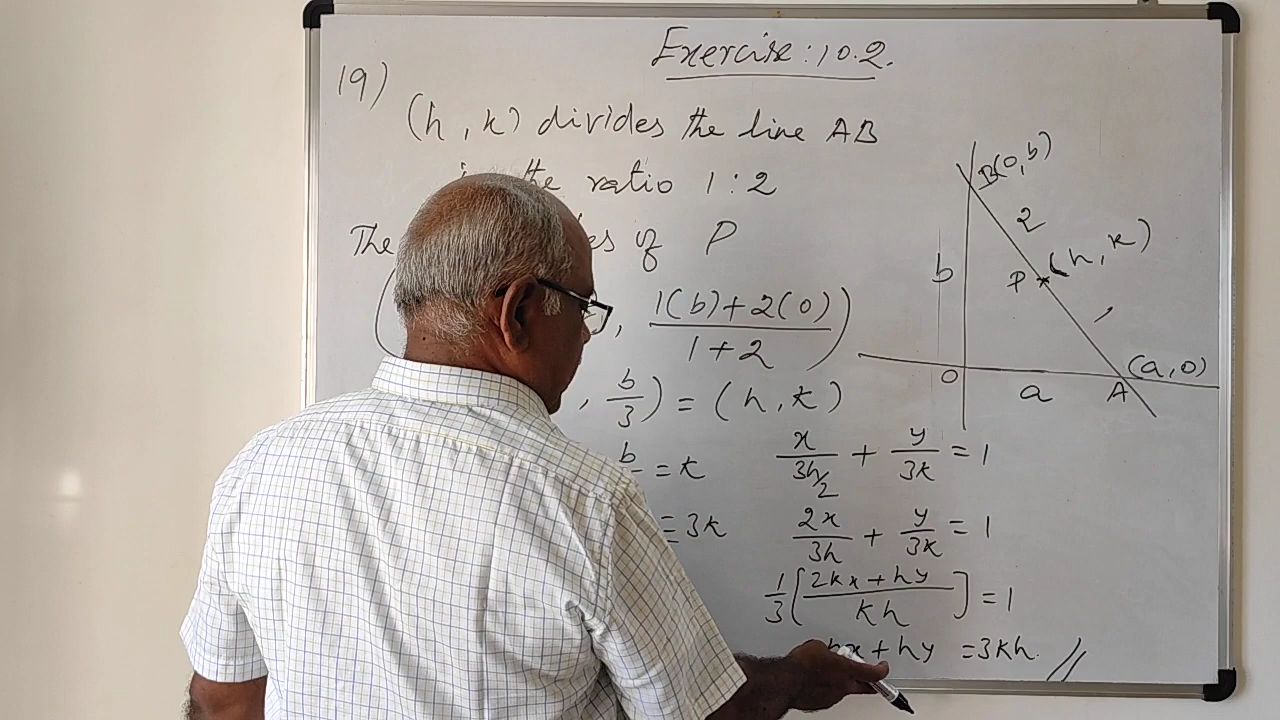 Exercise: 10.2.
19)
(h, k) divides the line AB
the ratio 1:2
The of P
, 1(b)+2(0) / 1+2 )
, b/3) = (h, k)
b = k
= 3k
B(0, b)
2
P (h, k)
b
1
O a A (a, 0)
x/(3h/2) + y/3k = 1
2x/3h + y/3k = 1
1/3 [ (2kx + hy) / kh ] = 1
kx + hy = 3kh. //